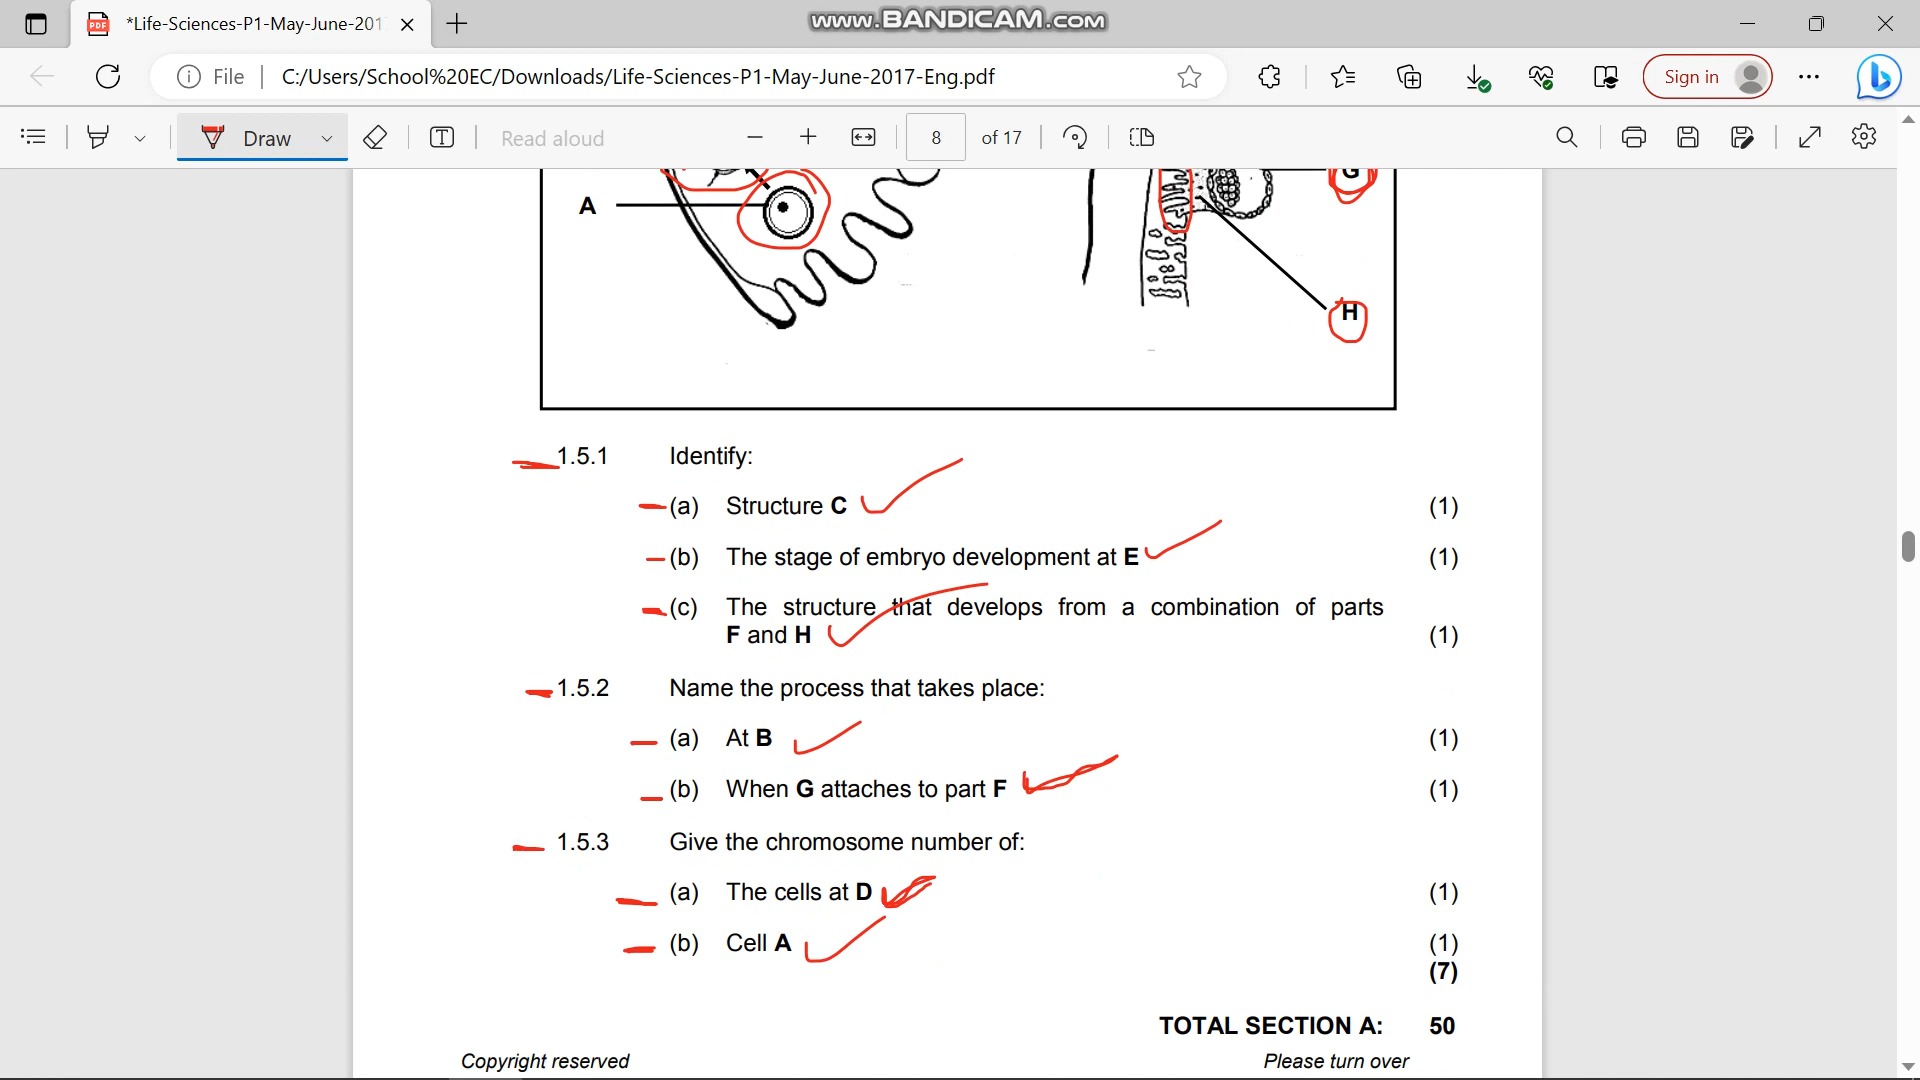 www.BANDICAM.COM
*Life-Sciences-P1-May-June-201
File
C:/Users/School%20EC/Downloads/Life-Sciences-P1-May-June-2017-Eng.pdf
Sign in
Draw
Read aloud
8 of 17
G
A
H
1.5.1 Identify:
(a) Structure C (1)
(b) The stage of embryo development at E (1)
(c) The structure that develops from a combination of parts
F and H (1)
1.5.2 Name the process that takes place:
(a) At B (1)
(b) When G attaches to part F (1)
1.5.3 Give the chromosome number of:
(a) The cells at D (1)
(b) Cell A (1)
(7)
TOTAL SECTION A: 50
Copyright reserved Please turn over